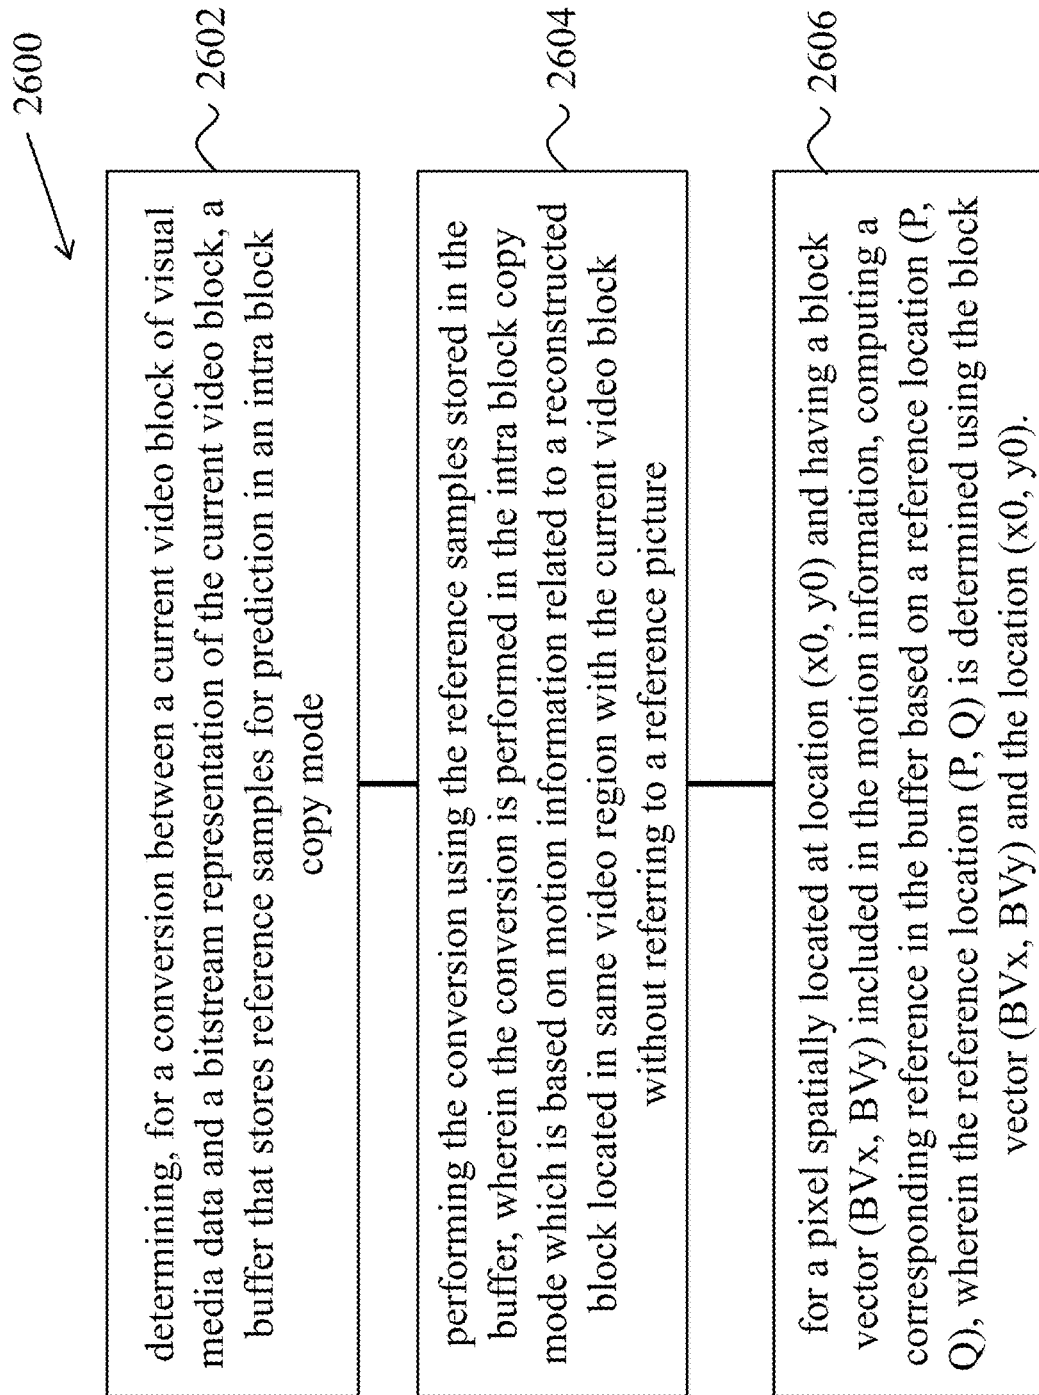 2600
determining, for a conversion between a current video block of visual
media data and a bitstream representation of the current video block, a
buffer that stores reference samples for prediction in an intra block
copy mode
2602
performing the conversion using the reference samples stored in the
buffer, wherein the conversion is performed in the intra block copy
mode which is based on motion information related to a reconstructed
block located in same video region with the current video block
without referring to a reference picture
2604
for a pixel spatially located at location (x0, y0) and having a block
vector (BVx, BVy) included in the motion information, computing a
corresponding reference in the buffer based on a reference location (P,
Q), wherein the reference location (P, Q) is determined using the block
vector (BVx, BVy) and the location (x0, y0).
2606